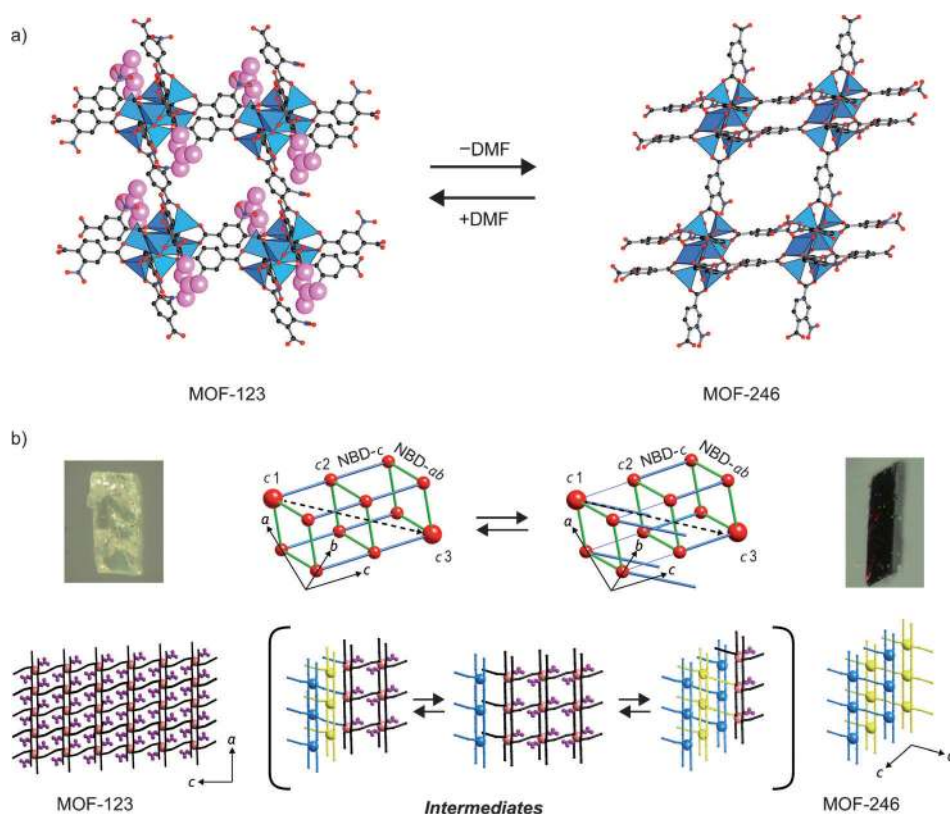 a)
−DMF
+DMF
MOF-123
MOF-246
b)
c1
c2
NBD-c
NBD-ab
a
b
c
c3
c1
c2
NBD-c
NBD-ab
a
b
c
c3
a
c
MOF-123
Intermediates
c
MOF-246